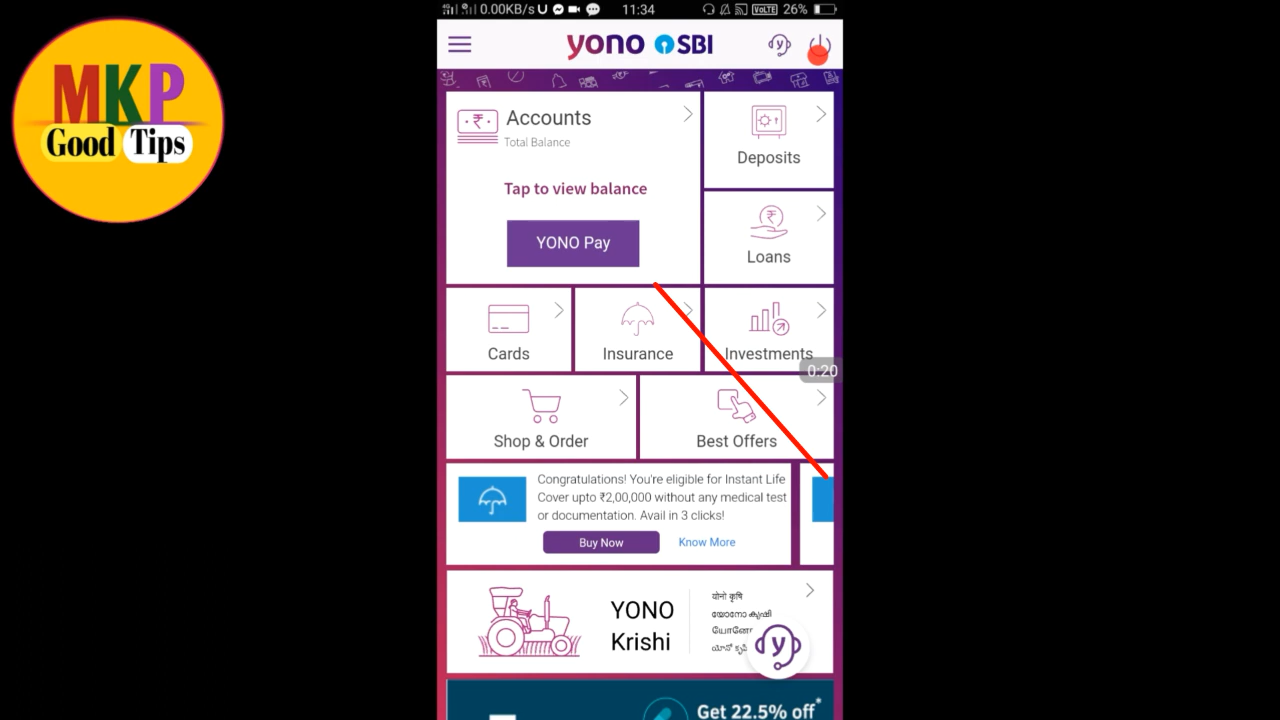 MKP
Good Tips
0.00KB/s
11:34
VoLTE
26%
yono SBI
Accounts
Total Balance
Tap to view balance
YONO Pay
Deposits
Loans
Cards
Insurance
Investments
0:20
Shop & Order
Best Offers
Congratulations! You're eligible for Instant Life
Cover upto ₹2,00,000 without any medical test
or documentation. Avail in 3 clicks!
Buy Now
Know More
YONO
Krishi
योनो कृषि
യോനോ കൃഷി
y
Get 22.5% off*